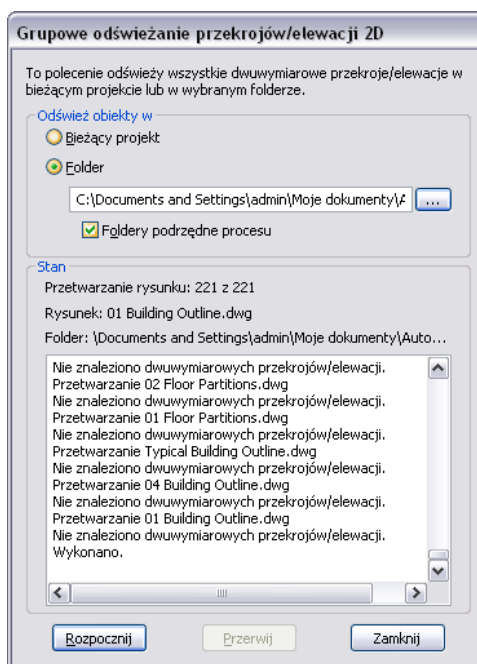 Grupowe odświeżanie przekrojów/elewacji 2D
To polecenie odświeży wszystkie dwuwymiarowe przekroje/elewacje w
bieżącym projekcie lub w wybranym folderze.
Odśwież obiekty w
Bieżący projekt
Folder
C:\Documents and Settings\admin\Moje dokumenty\A
...
Foldery podrzędne procesu
Stan
Przetwarzanie rysunku: 221 z 221
Rysunek: 01 Building Outline.dwg
Folder: \Documents and Settings\admin\Moje dokumenty\Auto...
Nie znaleziono dwuwymiarowych przekrojów/elewacji.
Przetwarzanie 02 Floor Partitions.dwg
Nie znaleziono dwuwymiarowych przekrojów/elewacji.
Przetwarzanie 01 Floor Partitions.dwg
Nie znaleziono dwuwymiarowych przekrojów/elewacji.
Przetwarzanie Typical Building Outline.dwg
Nie znaleziono dwuwymiarowych przekrojów/elewacji.
Przetwarzanie 04 Building Outline.dwg
Nie znaleziono dwuwymiarowych przekrojów/elewacji.
Przetwarzanie 01 Building Outline.dwg
Nie znaleziono dwuwymiarowych przekrojów/elewacji.
Wykonano.
Rozpocznij Przerwij Zamknij